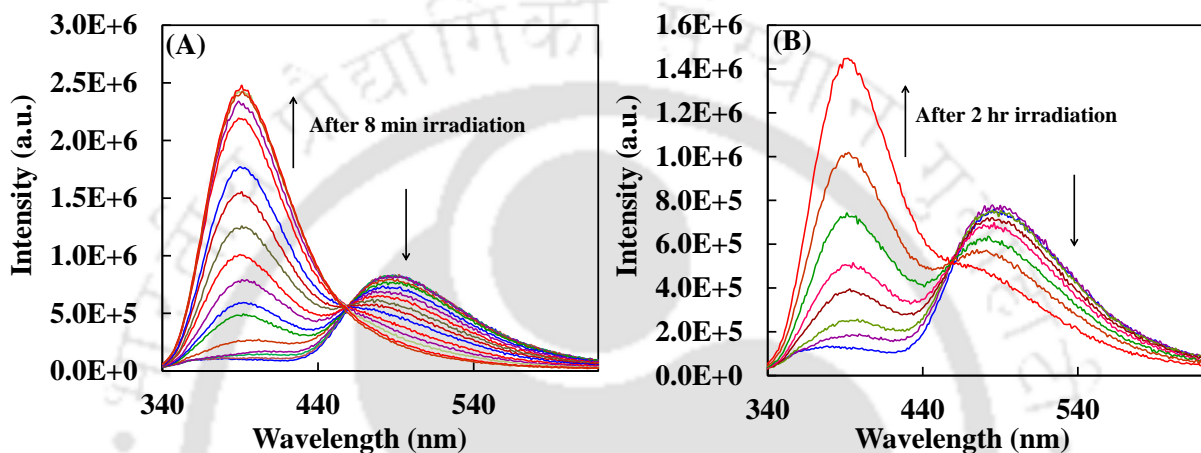 (A)
After 8 min irradiation
Intensity (a.u.)
3.0E+6
2.5E+6
2.0E+6
1.5E+6
1.0E+6
5.0E+5
0.0E+0
340 440 540
Wavelength (nm)
(B)
After 2 hr irradiation
Intensity (a.u.)
1.6E+6
1.4E+6
1.2E+6
1.0E+6
8.0E+5
6.0E+5
4.0E+5
2.0E+5
0.0E+0
340 440 540
Wavelength (nm)